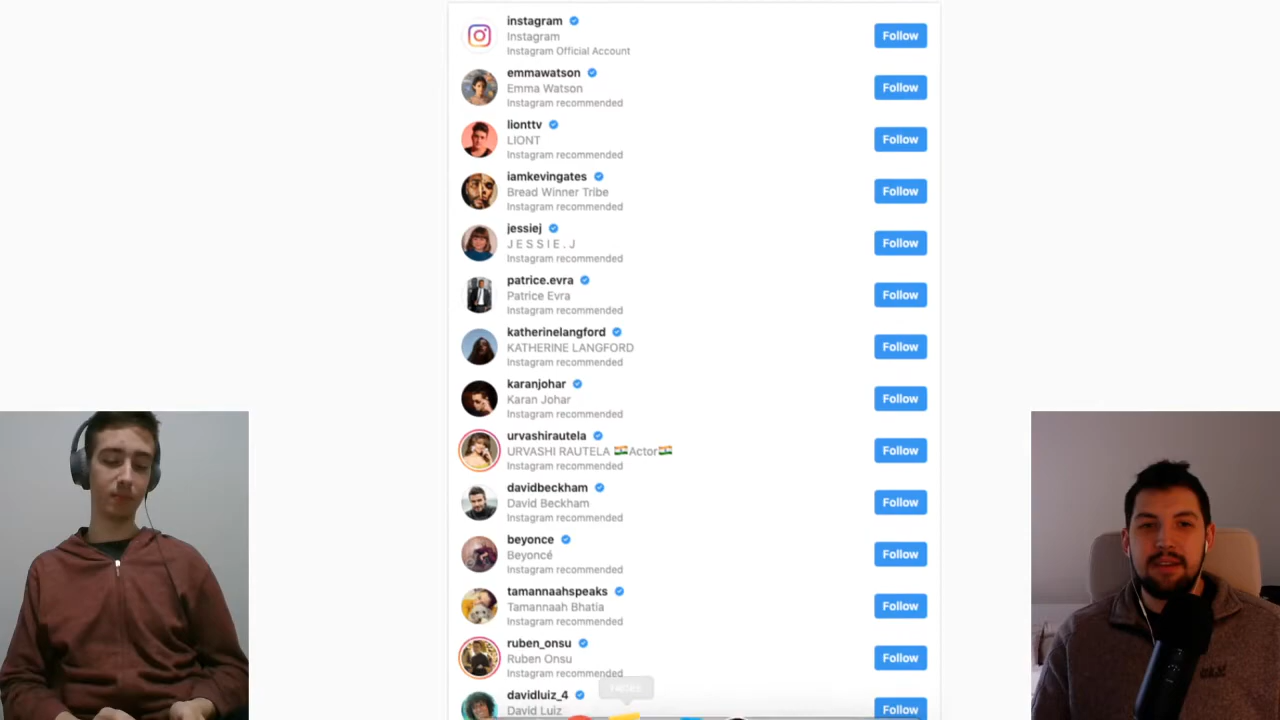 instagram
Instagram
Instagram Official Account
Follow
emmawatson
Emma Watson
Instagram recommended
Follow
lionttv
LIONT
Instagram recommended
Follow
iamkevingates
Bread Winner Tribe
Instagram recommended
Follow
jessiej
J E S S I E . J
Instagram recommended
Follow
patrice.evra
Patrice Evra
Instagram recommended
Follow
katherinelangford
KATHERINE LANGFORD
Instagram recommended
Follow
karanjohar
Karan Johar
Instagram recommended
Follow
urvashirautela
URVASHI RAUTELA 🇮🇳Actor🇮🇳
Instagram recommended
Follow
davidbeckham
David Beckham
Instagram recommended
Follow
beyonce
Beyoncé
Instagram recommended
Follow
tamannaahspeaks
Tamannaah Bhatia
Instagram recommended
Follow
ruben_onsu
Ruben Onsu
Instagram recommended
Follow
davidluiz_4
David Luiz
Follow